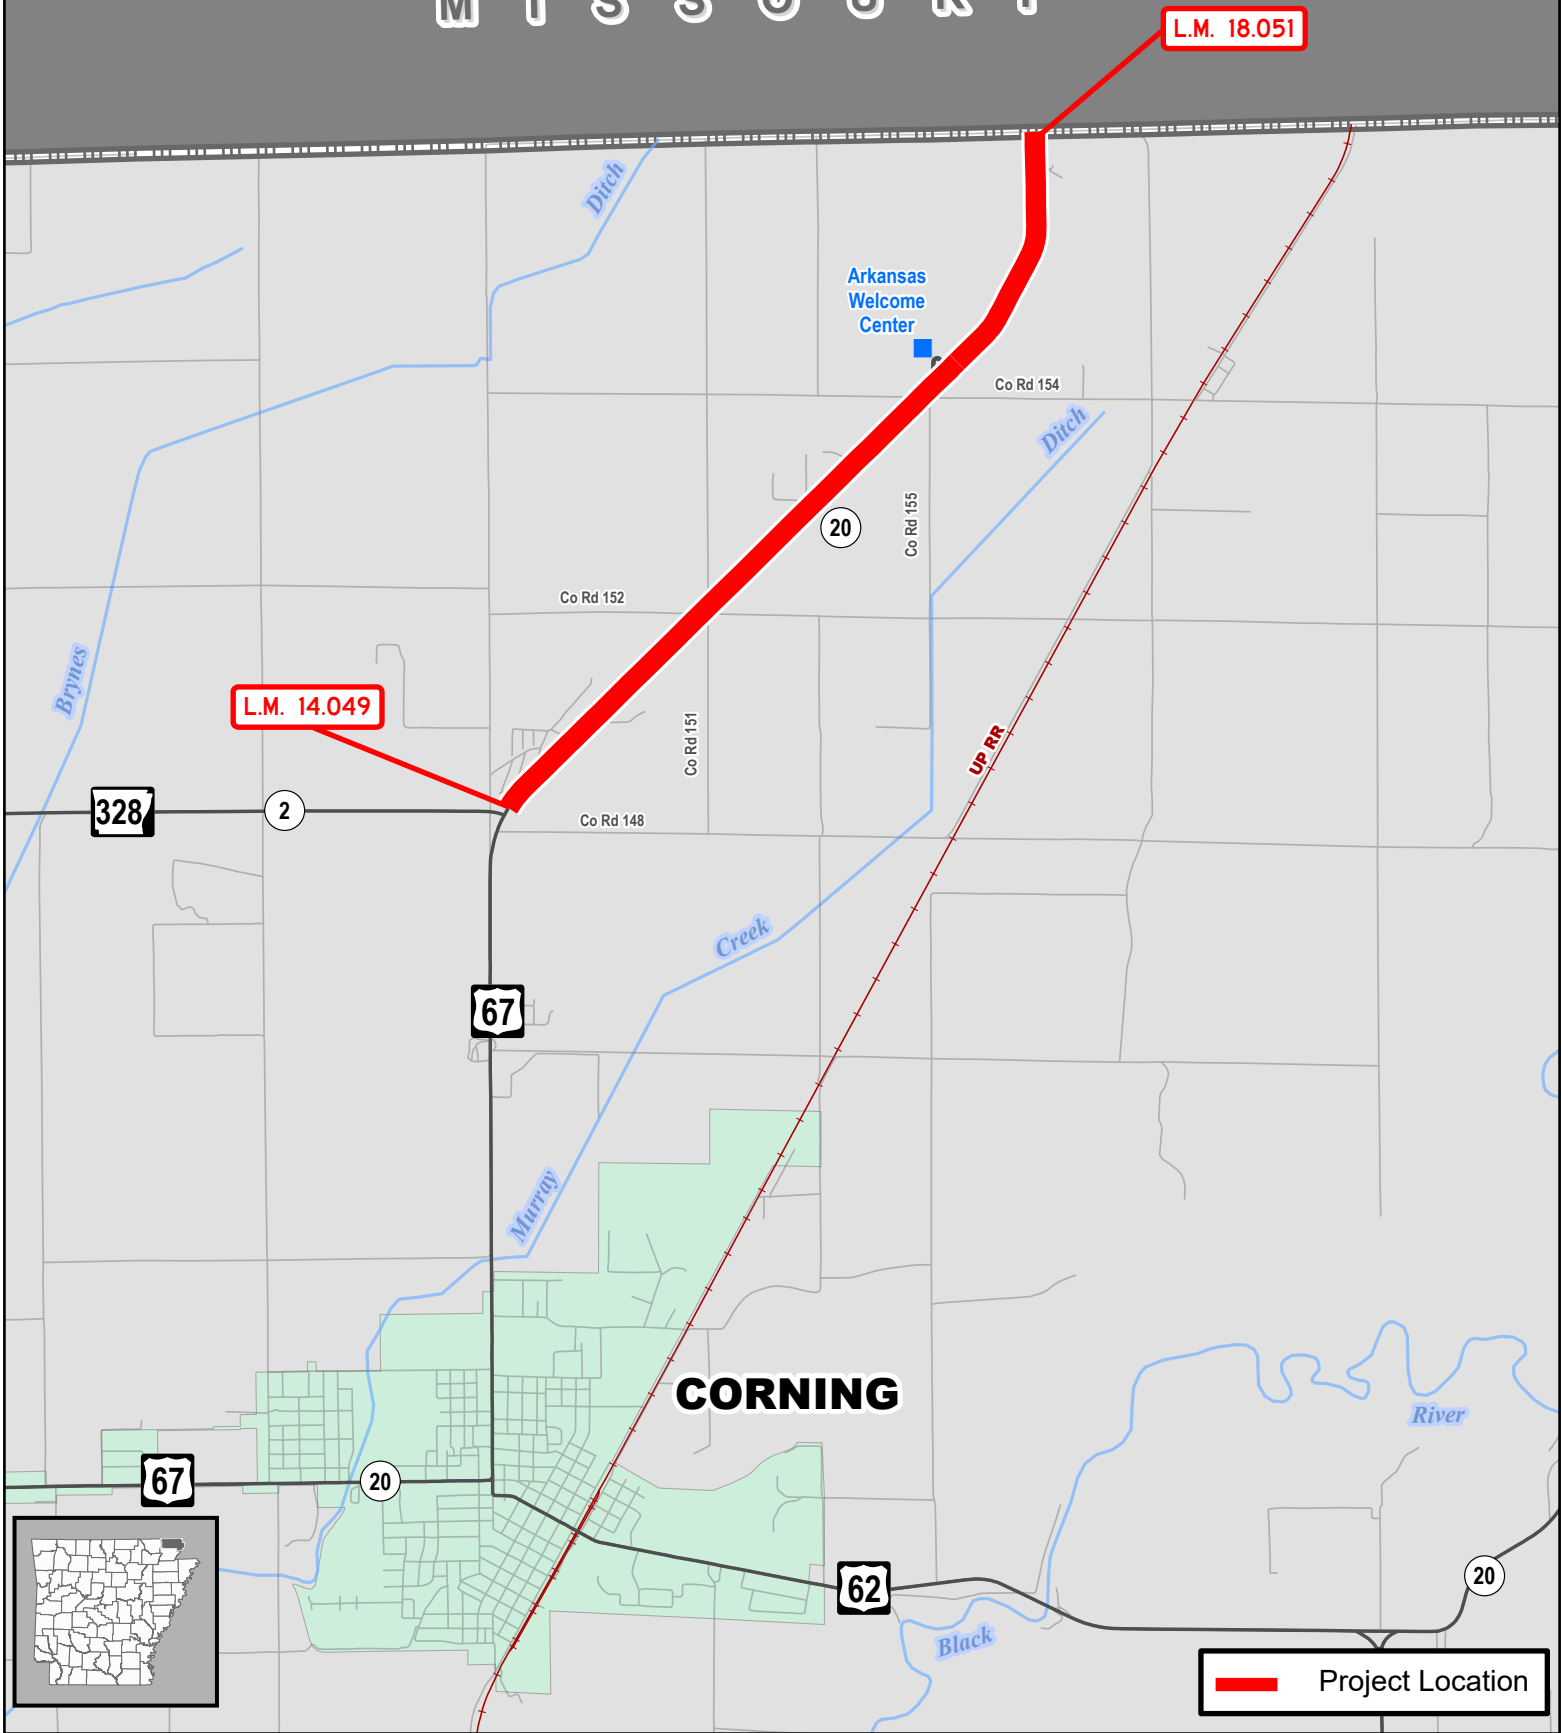 MISSOURI
L.M. 18.051
Ditch
Arkansas
Welcome
Center
Co Rd 154
Ditch
20
Co Rd 155
Co Rd 152
Brynes
L.M. 14.049
Co Rd 151
UP RR
328
2
Co Rd 148
Creek
67
Murray
CORNING
River
67
20
62
20
Black
Project Location